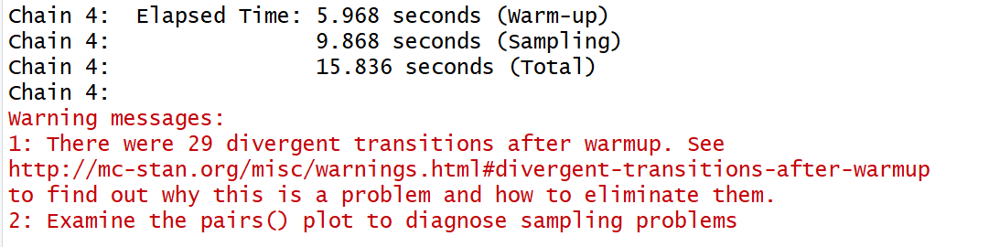 Chain 4:  Elapsed Time: 5.968 seconds (Warm-up)
Chain 4:                9.868 seconds (Sampling)
Chain 4:                15.836 seconds (Total)
Chain 4:
Warning messages:
1: There were 29 divergent transitions after warmup. See
http://mc-stan.org/misc/warnings.html#divergent-transitions-after-warmup
to find out why this is a problem and how to eliminate them.
2: Examine the pairs() plot to diagnose sampling problems